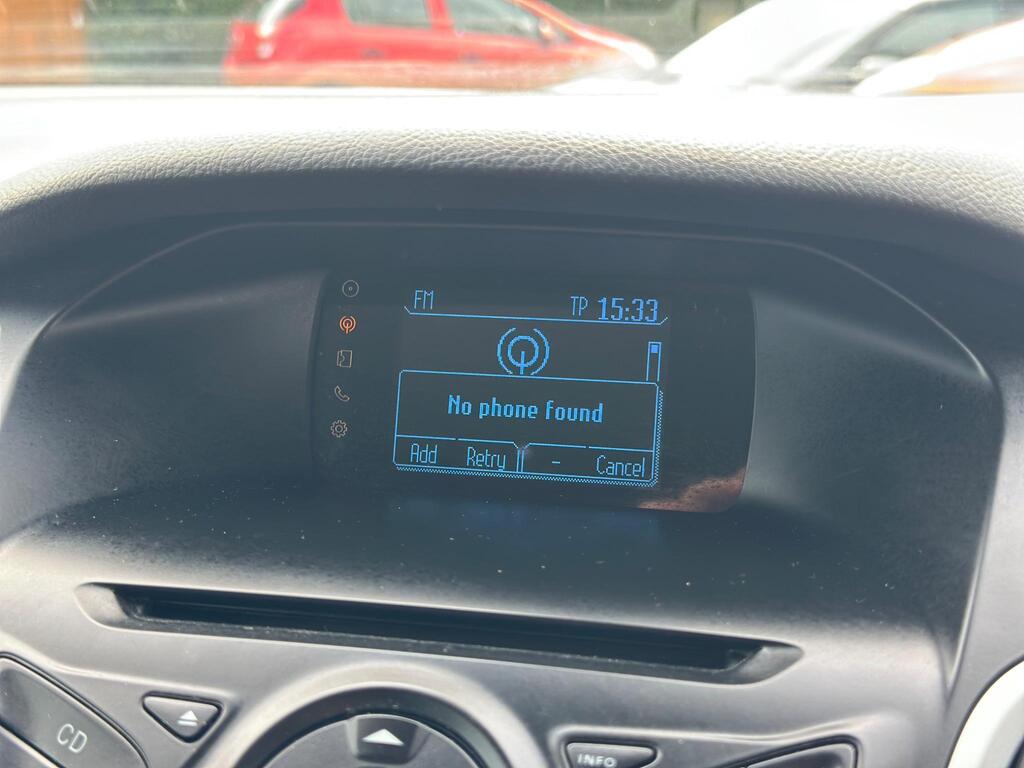 FM TP 15:33
No phone found
Add Retry - Cancel
CD
INFO